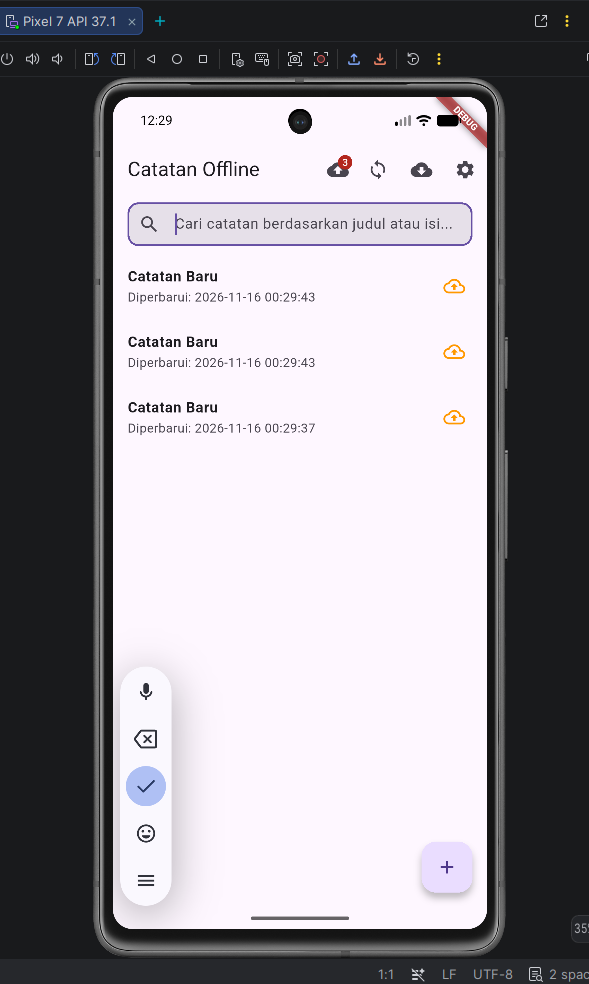 Pixel 7 API 37.1
12:29
DEBUG
Catatan Offline
3
Cari catatan berdasarkan judul atau isi...
Catatan Baru
Diperbarui: 2026-11-16 00:29:43
Catatan Baru
Diperbarui: 2026-11-16 00:29:43
Catatan Baru
Diperbarui: 2026-11-16 00:29:37
1:1 LF UTF-8 2